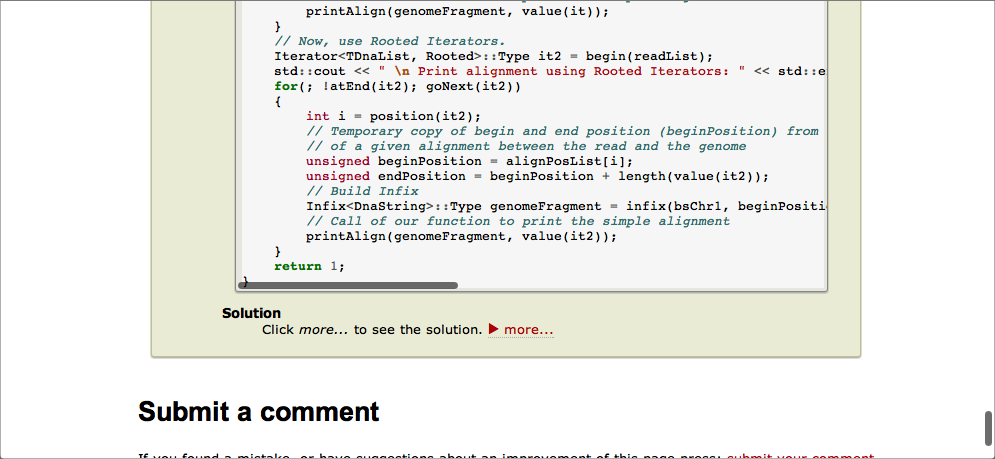 printAlign(genomeFragment, value(it));
}
// Now, use Rooted Iterators.
Iterator<TDnaList, Rooted>::Type it2 = begin(readList);
std::cout << " \n Print alignment using Rooted Iterators: " << std::e
for(; !atEnd(it2); goNext(it2))
{
int i = position(it2);
// Temporary copy of begin and end position (beginPosition) from
// of a given alignment between the read and the genome
unsigned beginPosition = alignPosList[i];
unsigned endPosition = beginPosition + length(value(it2));
// Build Infix
Infix<DnaString>::Type genomeFragment = infix(bsChr1, beginPositi
// Call of our function to print the simple alignment
printAlign(genomeFragment, value(it2));
}
return 1;
}
Solution
Click more... to see the solution. ▶ more...
Submit a comment
If you found a mistake, or have suggestions about an improvement of this page press: submit your comment